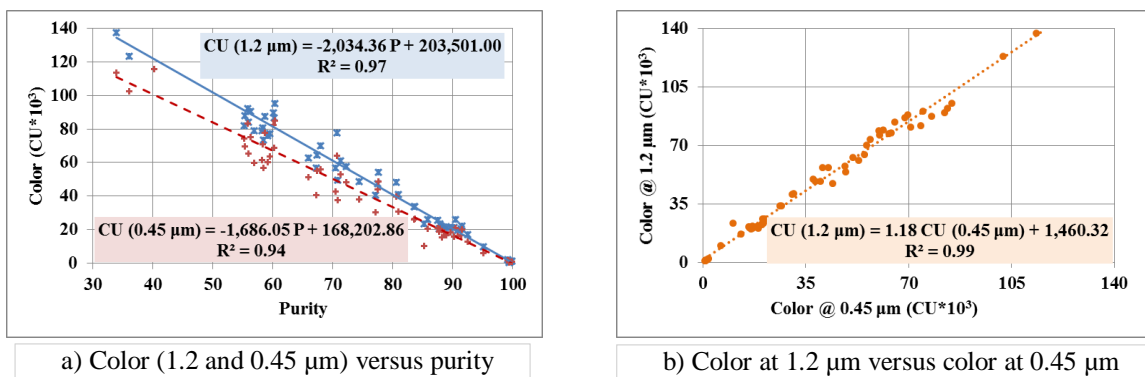 140
120
100
80
60
40
20
0
Color (CU*10³)
CU (1.2 µm) = -2,034.36 P + 203,501.00
R² = 0.97
CU (0.45 µm) = -1,686.05 P + 168,202.86
R² = 0.94
30 40 50 60 70 80 90 100
Purity
a) Color (1.2 and 0.45 µm) versus purity
140
105
70
35
0
Color @ 1.2 µm (CU*10³)
CU (1.2 µm) = 1.18 CU (0.45 µm) + 1,460.32
R² = 0.99
0 35 70 105 140
Color @ 0.45 µm (CU*10³)
b) Color at 1.2 µm versus color at 0.45 µm